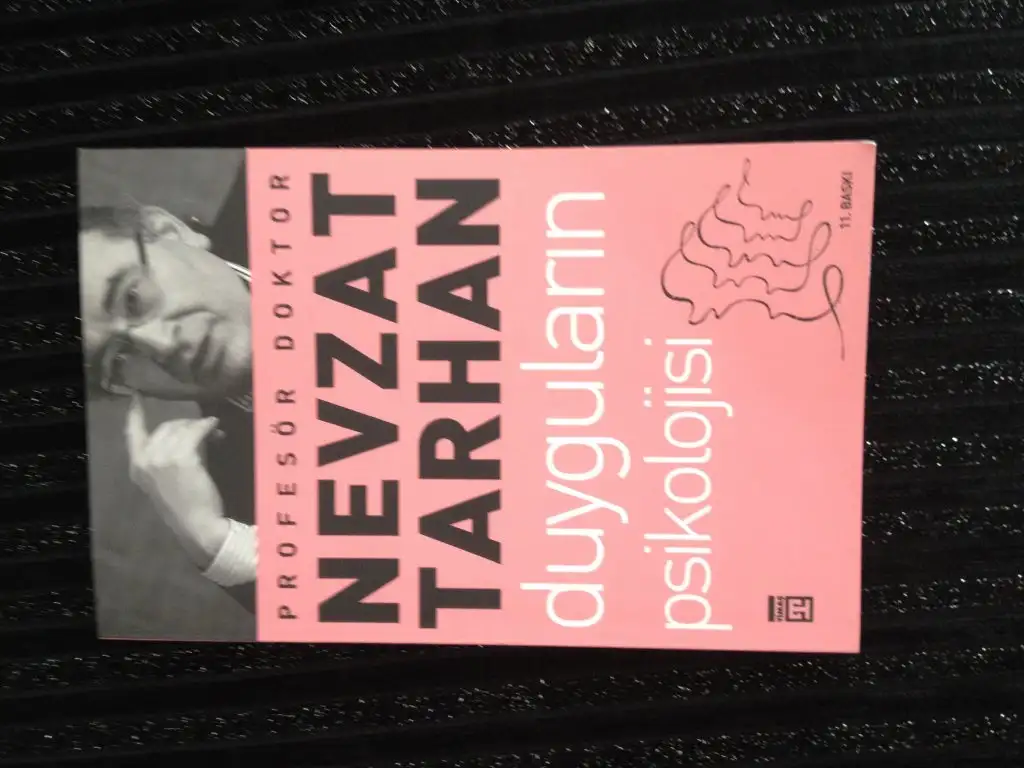 PROFESÖR DOKTOR
NEVZAT
TARHAN
duyguların
psikolojisi
11. BASKI
TİMAŞ